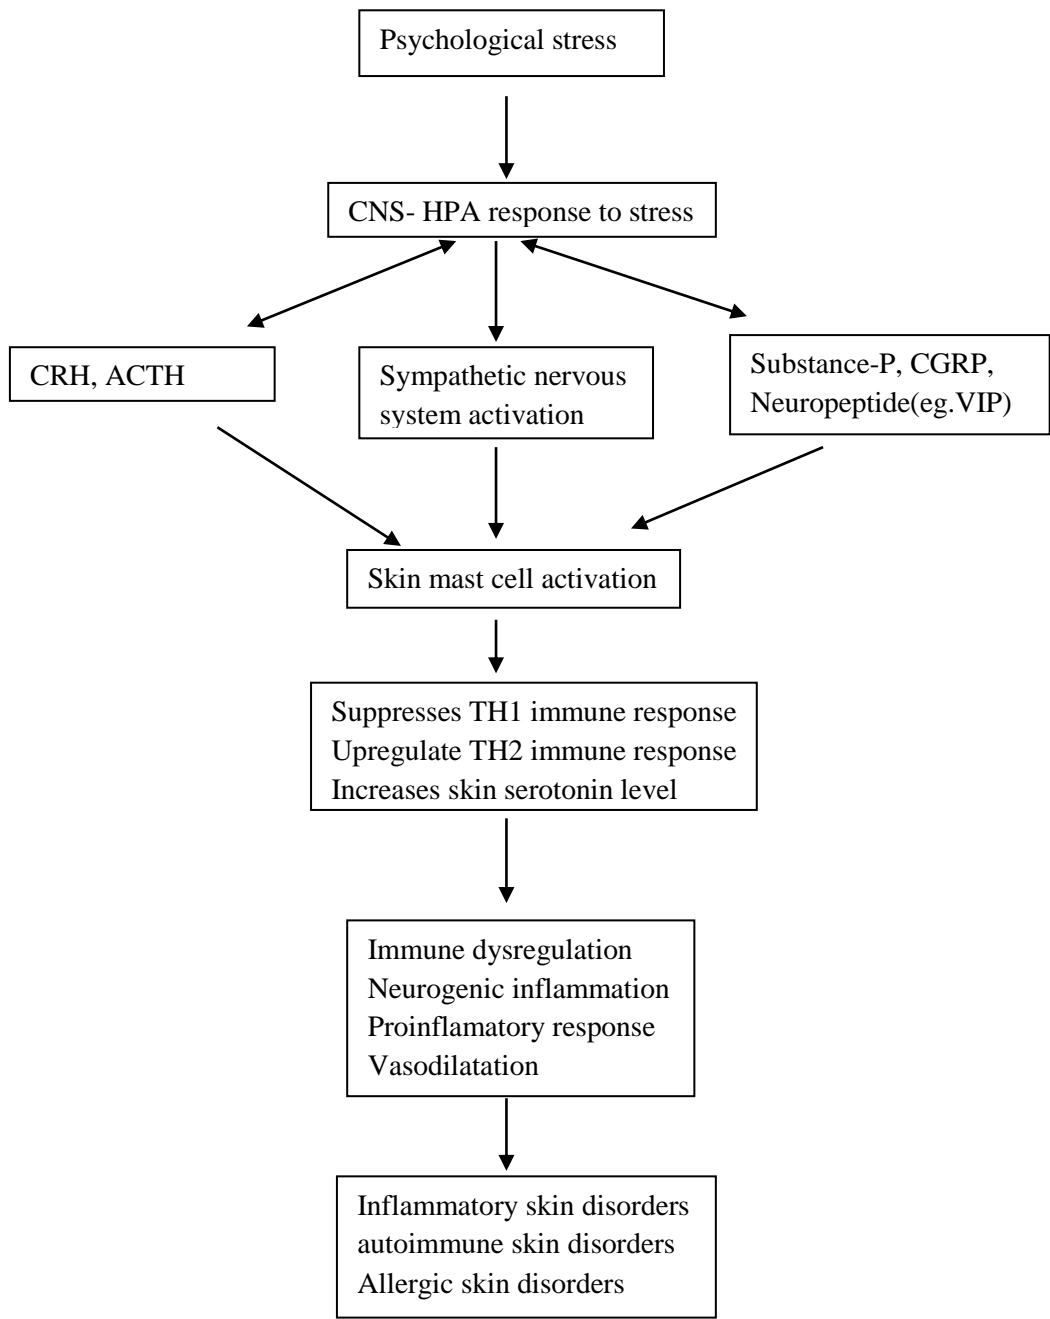 Psychological stress
CNS- HPA response to stress
CRH, ACTH
Sympathetic nervous
system activation
Substance-P, CGRP,
Neuropeptide(eg.VIP)
Skin mast cell activation
Suppresses TH1 immune response
Upregulate TH2 immune response
Increases skin serotonin level
Immune dysregulation
Neurogenic inflammation
Proinflamatory response
Vasodilatation
Inflammatory skin disorders
autoimmune skin disorders
Allergic skin disorders